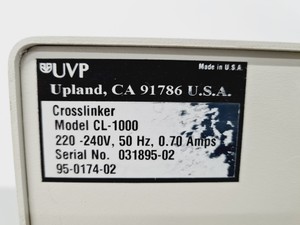 UVP Made in U.S.A.
Upland, CA 91786 U.S.A.
Crosslinker
Model CL-1000
220 -240V, 50 Hz, 0.70 Amps
Serial No. 031895-02
95-0174-02